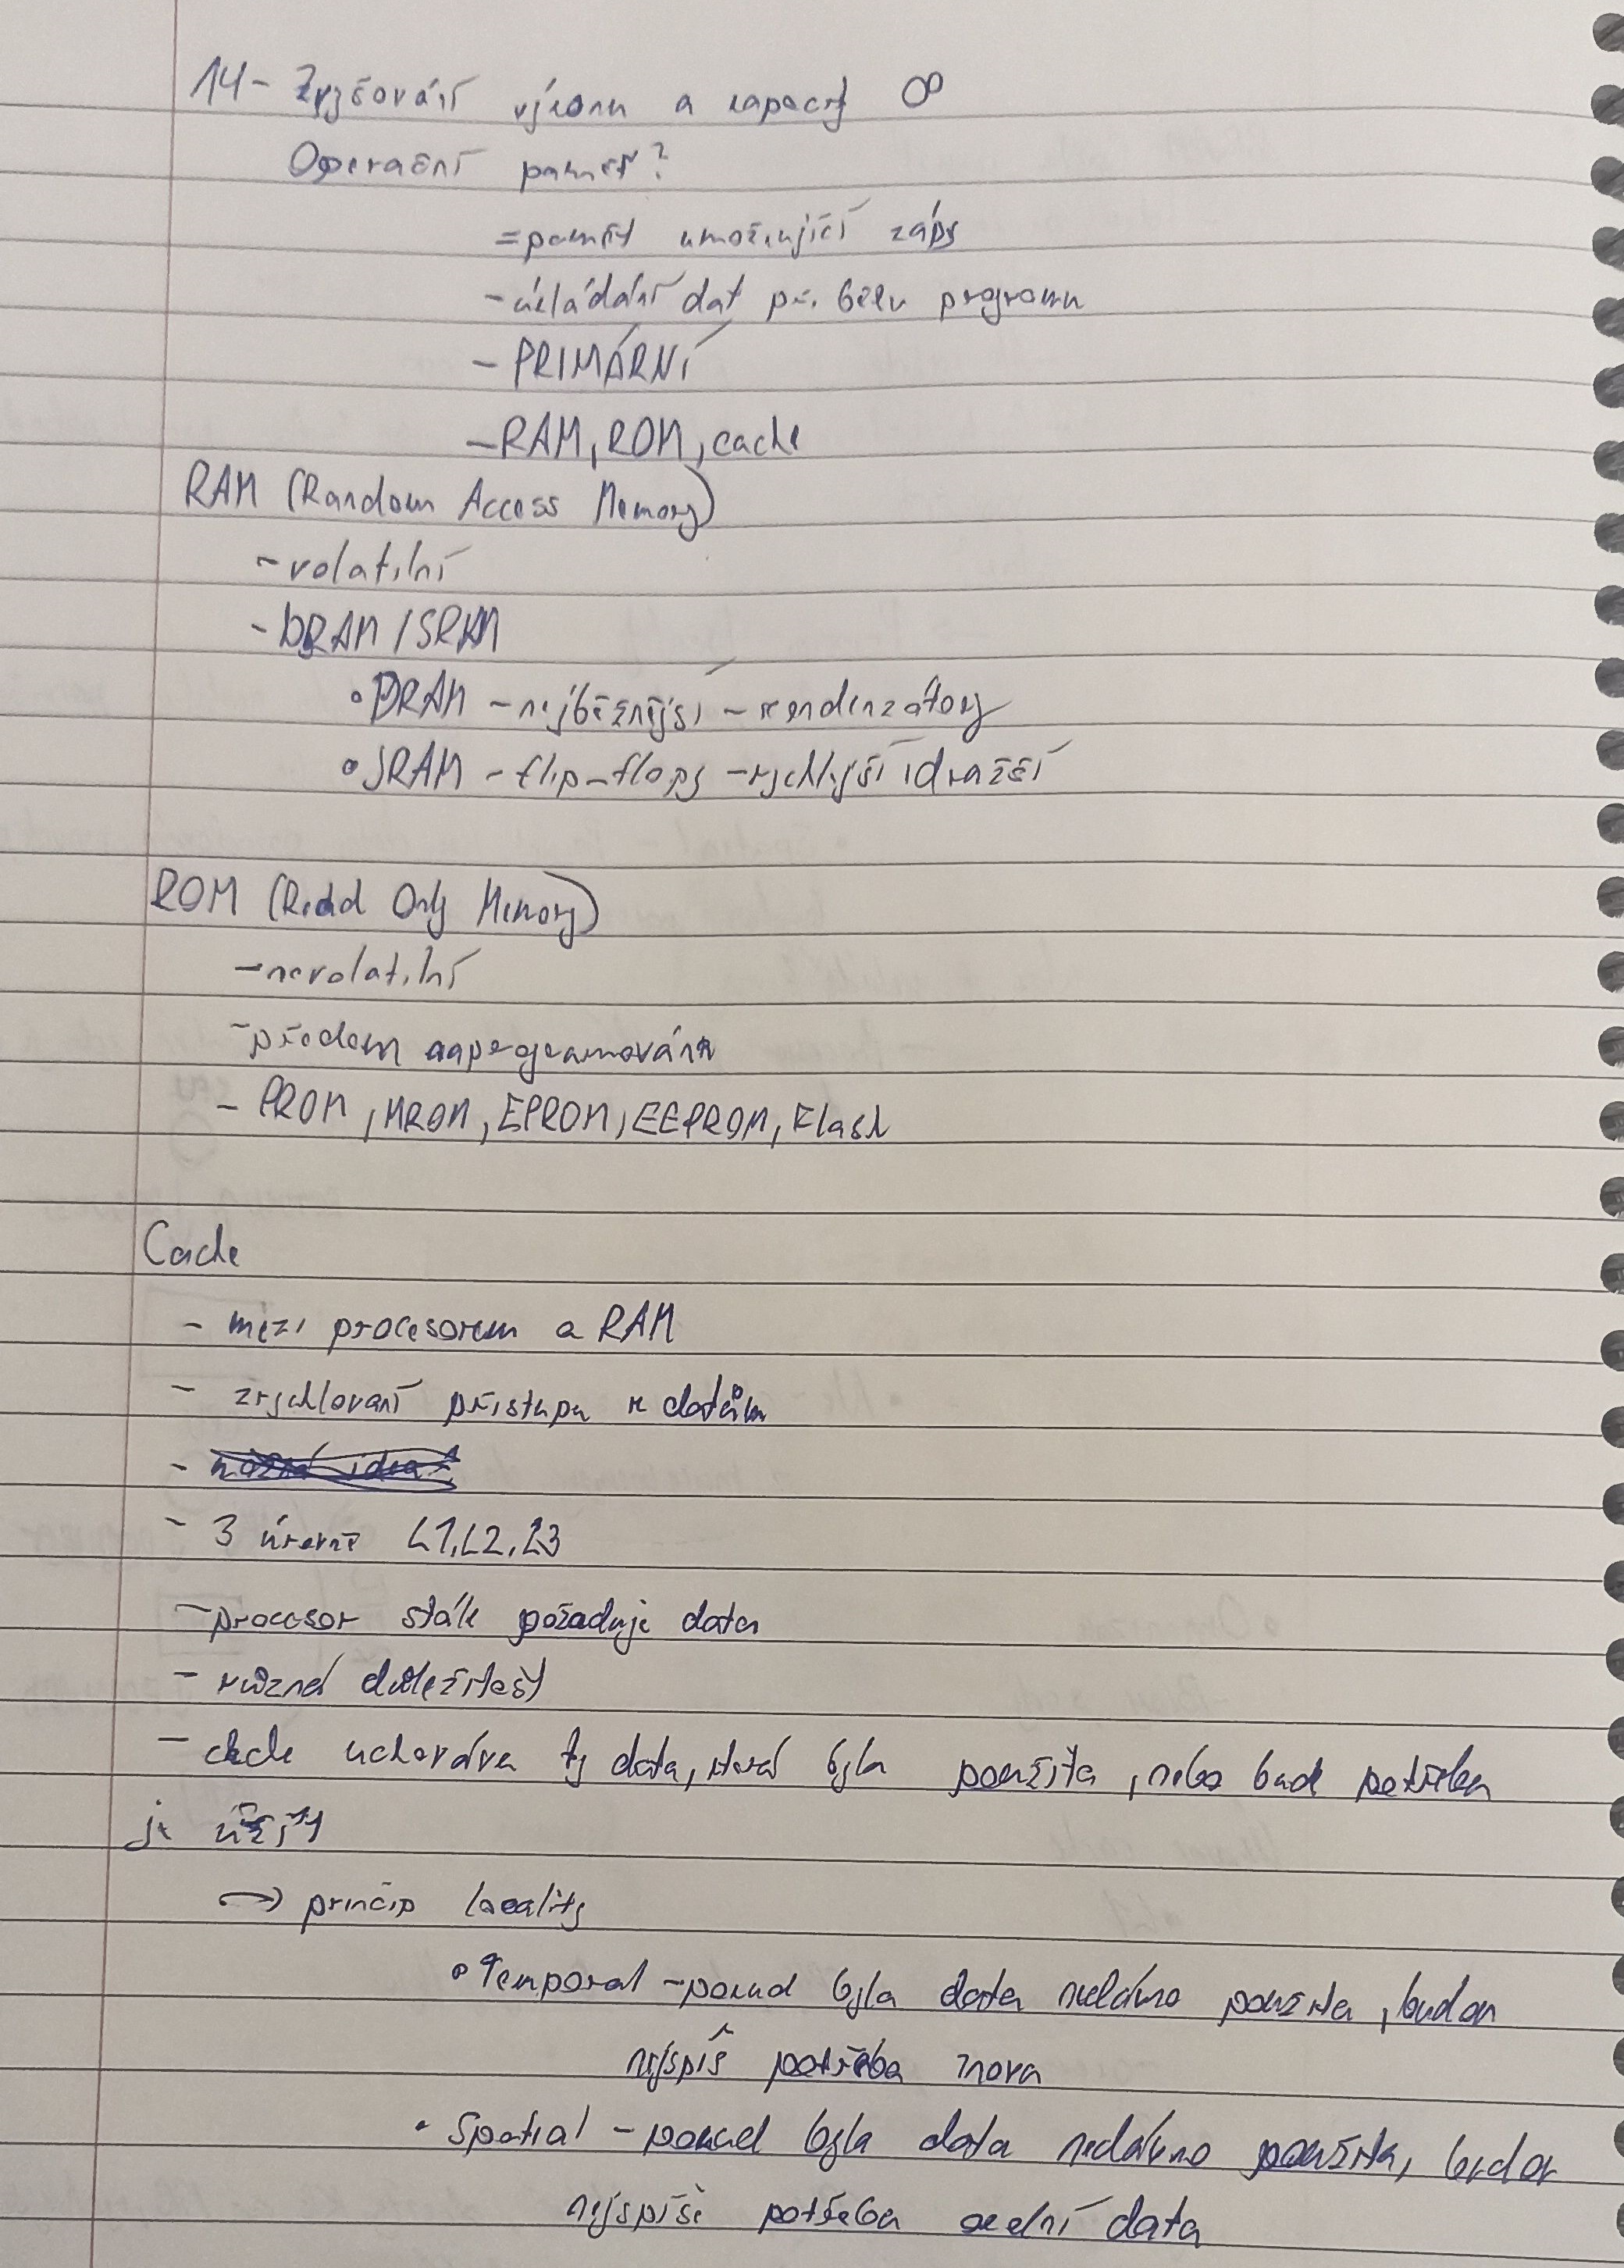 14 - Zvyšování výkonu a kapacity OP
Operační paměť?
= paměť umožňující zápis
- ukládání dat při běhu programu
- PRIMÁRNÍ
- RAM, ROM, cache
RAM (Random Access Memory)
- volatilní
- DRAM / SRAM
• DRAM - nejběžnější - kondenzátory
• SRAM - flip-flops - rychlejší i dražší
ROM (Read Only Memory)
- nevolatilní
- předem naprogramována
- PROM, MROM, EPROM, EEPROM, Flash
Cache
- mezi procesorem a RAM
- zrychlovaní přístupu k datům
-
- 3 úrovně L1, L2, L3
- procesor stále požaduje data
- různá důležitost
- cache uchovává ty data, která byla použita, nebo bude potřeba
je užít
→ princip locality
• Temporal - pokud byla data nedávno použita, budou
nejspíš potřeba znova
• Spatial - pokud byla data nedávno použita, budou
nejspíše potřeba data